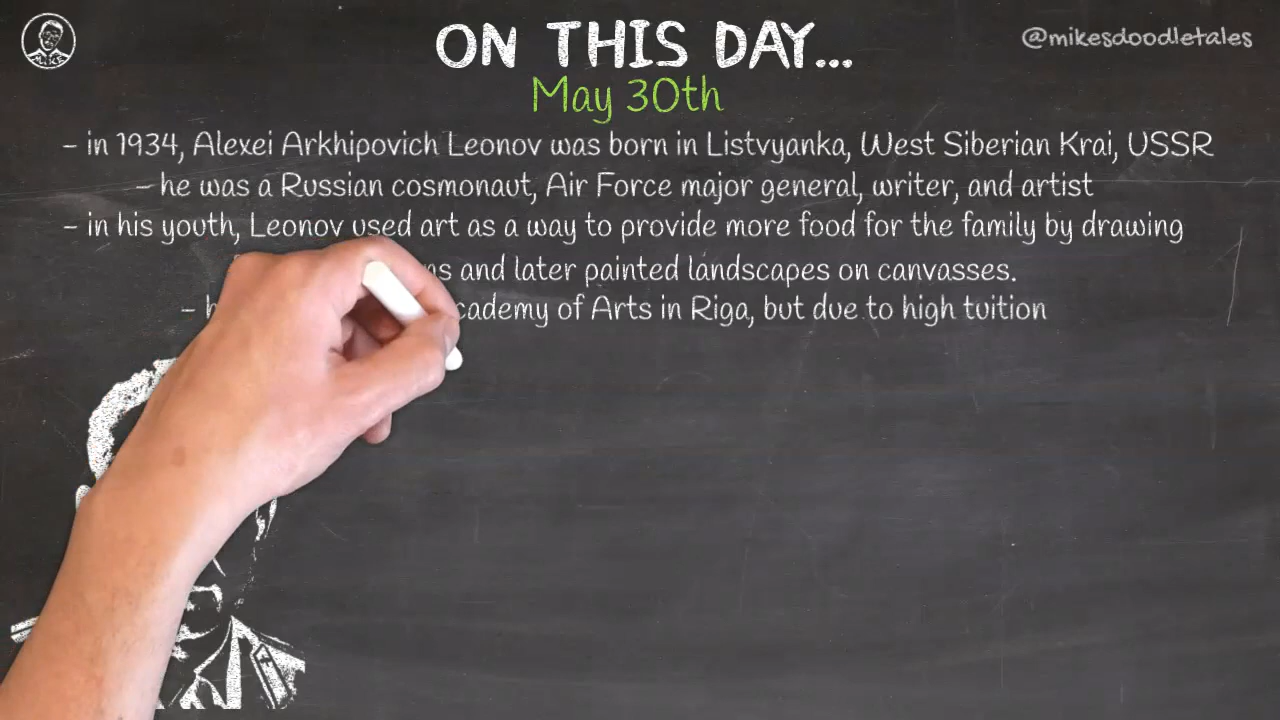 ON THIS DAY...
@mikesdoodletales
MIKE
May 30th
- in 1934, Alexei Arkhipovich Leonov was born in Listvyanka, West Siberian Krai, USSR
- he was a Russian cosmonaut, Air Force major general, writer, and artist
- in his youth, Leonov used art as a way to provide more food for the family by drawing
and later painted landscapes on canvasses.
of Arts in Riga, but due to high tuition